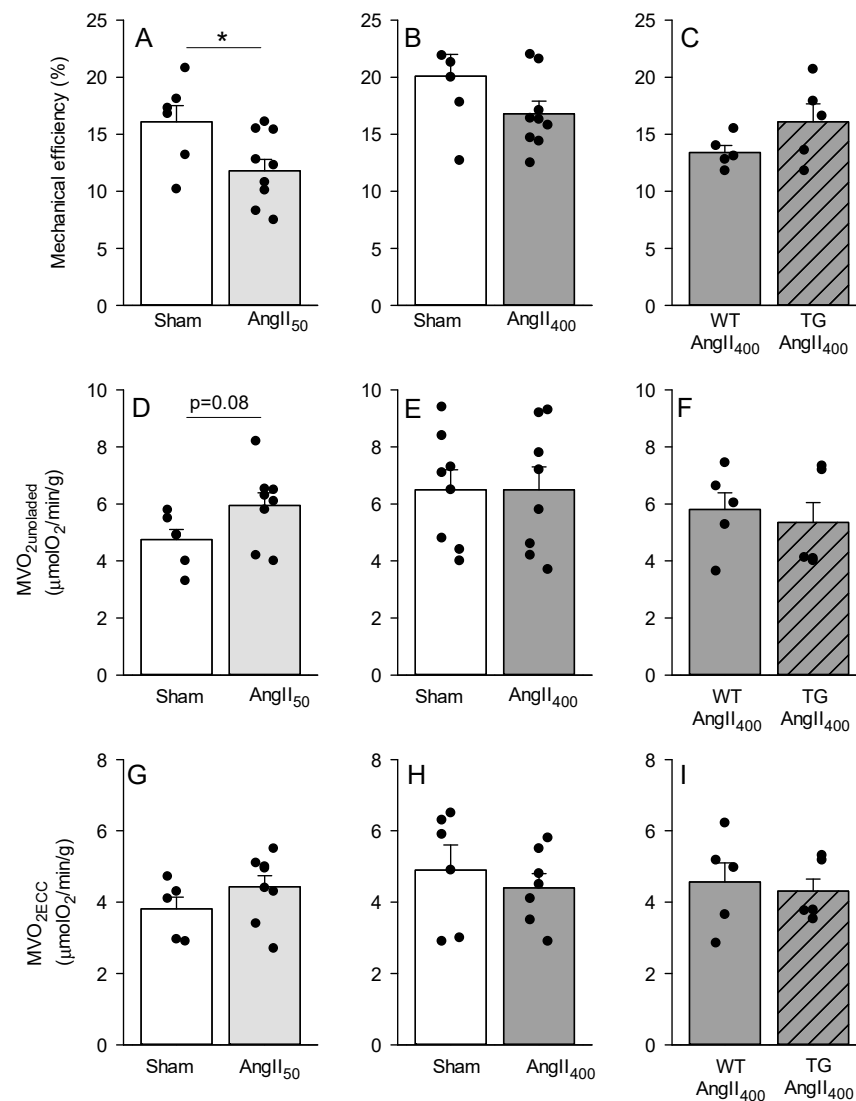 A
*
B
C
Mechanical efficiency (%)
25
20
15
10
5
0
25
20
15
10
5
0
25
20
15
10
5
0
Sham
AngII50
Sham
AngII400
WT
AngII400
TG
AngII400
D
p=0.08
E
F
MVO2unoladed
(μmolO2/min/g)
10
8
6
4
2
0
10
8
6
4
2
0
10
8
6
4
2
0
Sham
AngII50
Sham
AngII400
WT
AngII400
TG
AngII400
G
H
I
MVO2ECC
(μmolO2/min/g)
8
6
4
2
0
8
6
4
2
0
8
6
4
2
0
Sham
AngII50
Sham
AngII400
WT
AngII400
TG
AngII400